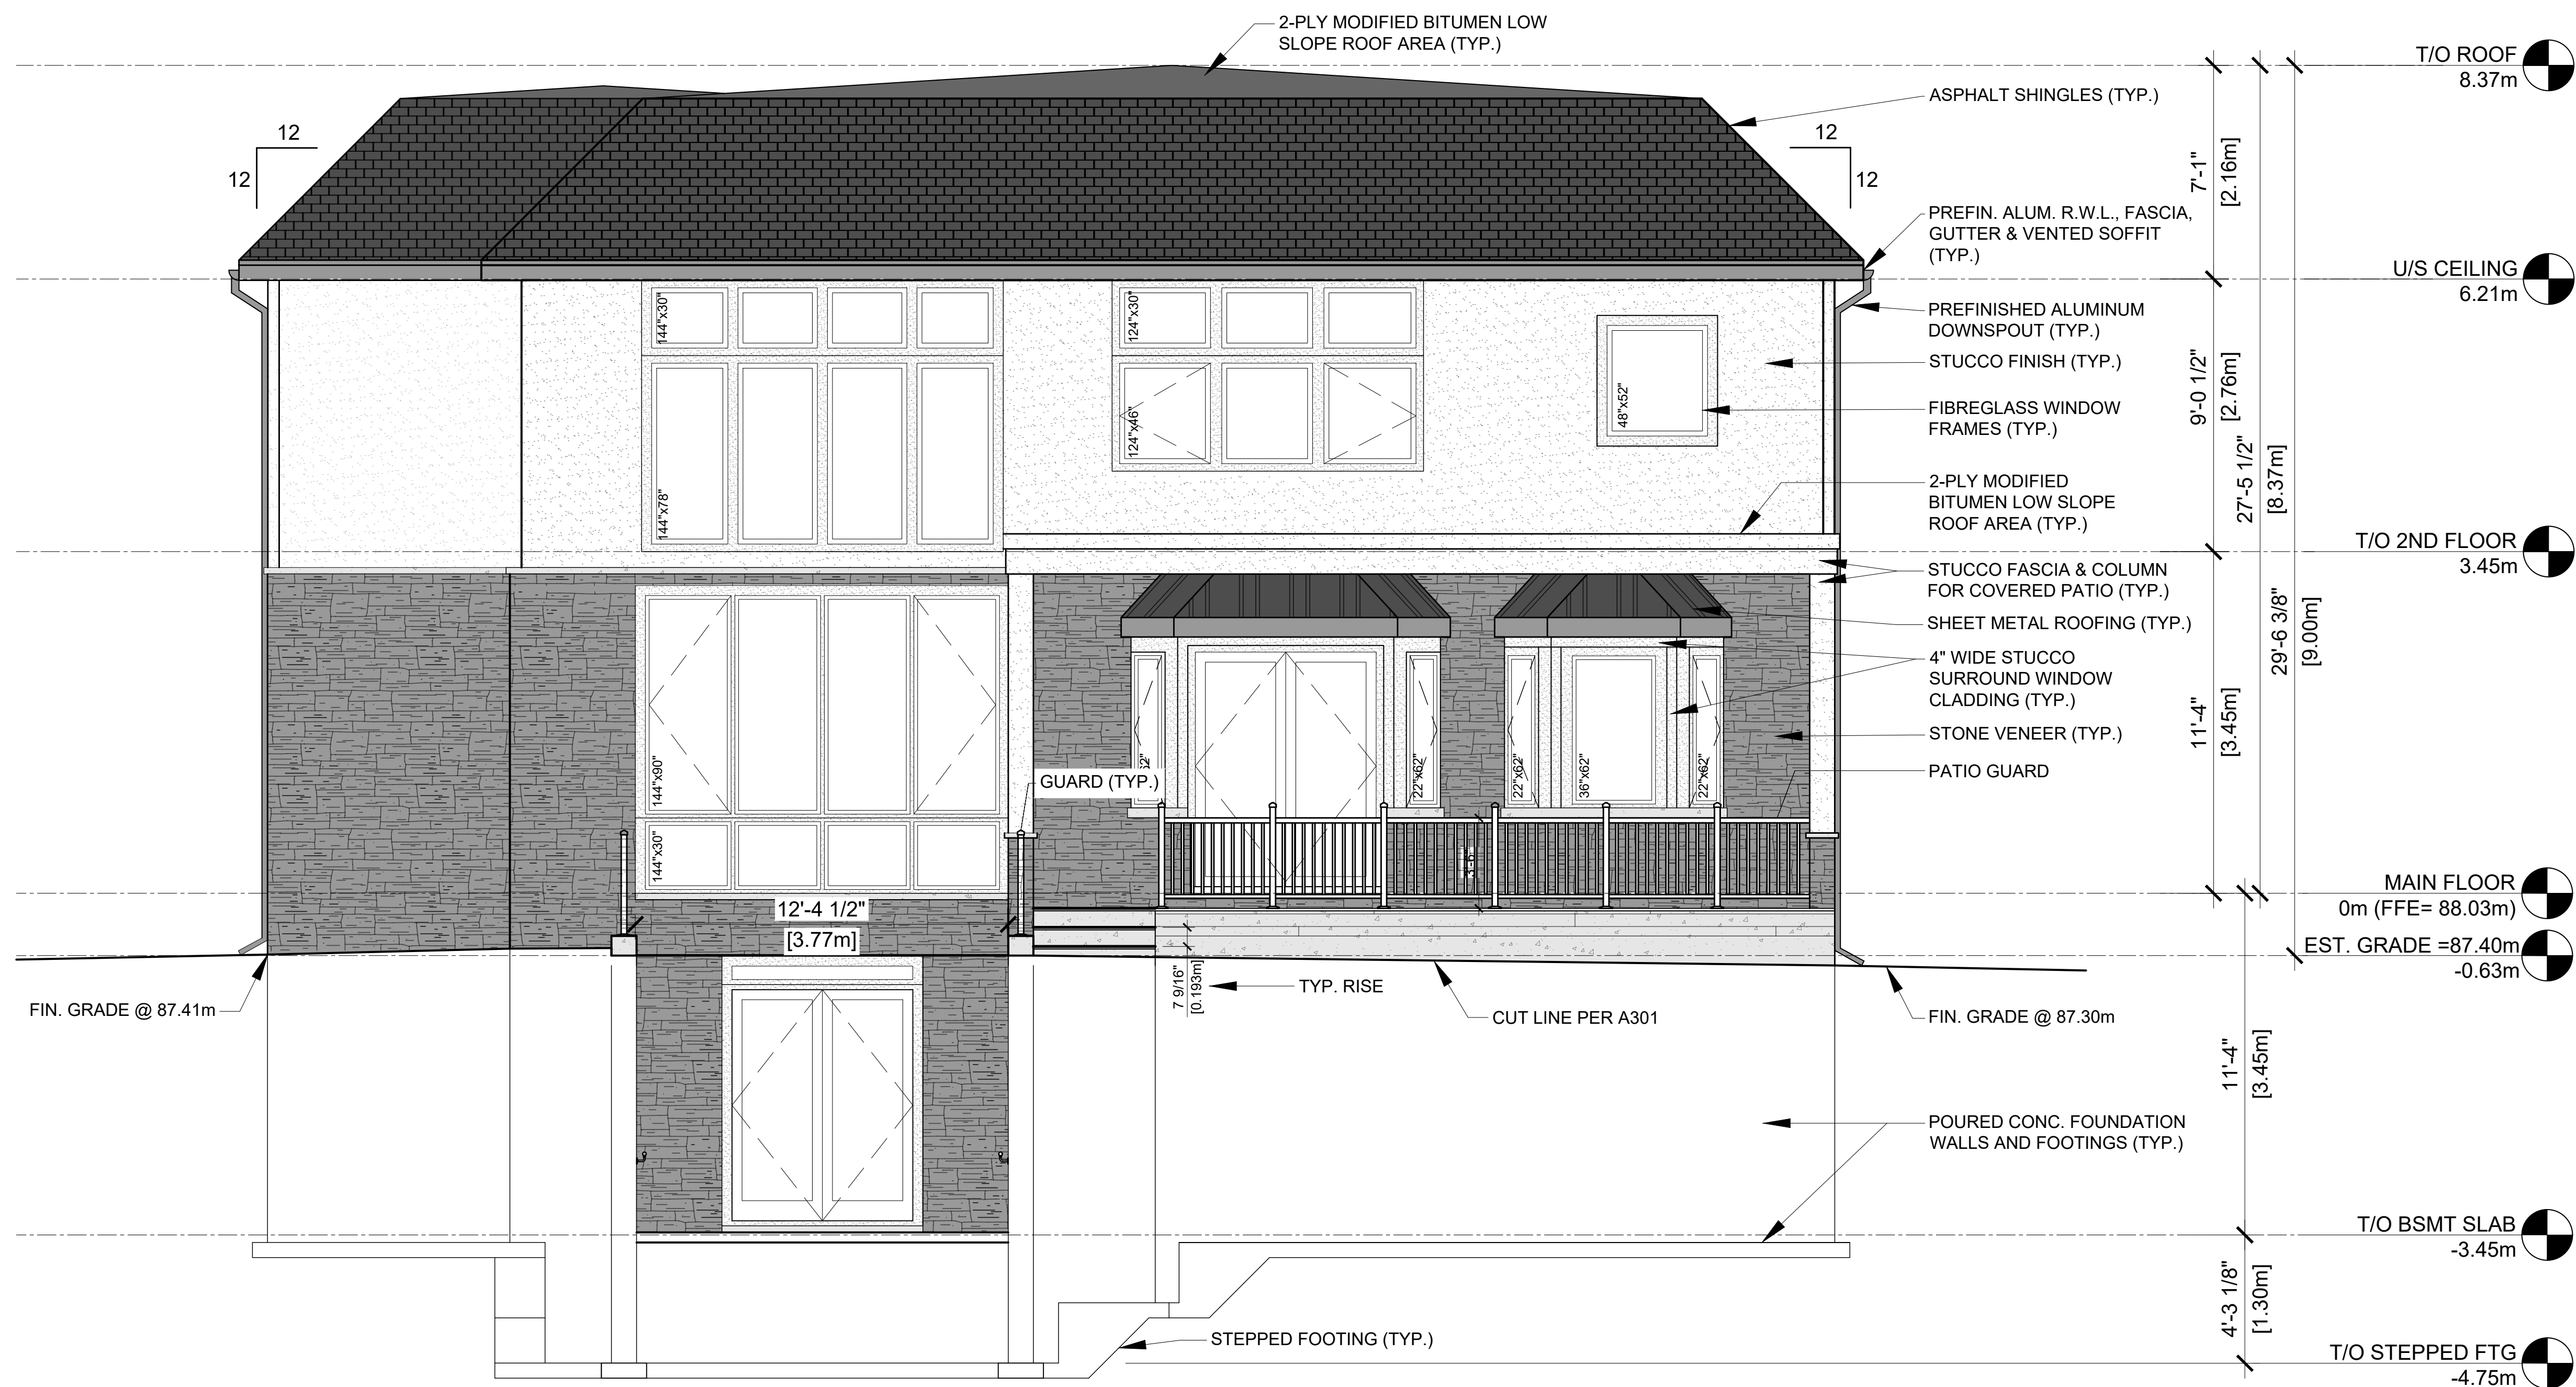 2-PLY MODIFIED BITUMEN LOW
SLOPE ROOF AREA (TYP.)
T/O ROOF
8.37m
ASPHALT SHINGLES (TYP.)
12
12
12
12
7'-1"
[2.16m]
PREFIN. ALUM. R.W.L., FASCIA,
GUTTER & VENTED SOFFIT
(TYP.)
U/S CEILING
6.21m
PREFINISHED ALUMINUM
DOWNSPOUT (TYP.)
STUCCO FINISH (TYP.)
FIBREGLASS WINDOW
FRAMES (TYP.)
144"x30"
124"x30"
124"x46"
48"x52"
144"x78"
9'-0 1/2"
[2.76m]
27'-5 1/2"
[8.37m]
2-PLY MODIFIED
BITUMEN LOW SLOPE
ROOF AREA (TYP.)
T/O 2ND FLOOR
3.45m
STUCCO FASCIA & COLUMN
FOR COVERED PATIO (TYP.)
SHEET METAL ROOFING (TYP.)
4" WIDE STUCCO
SURROUND WINDOW
CLADDING (TYP.)
STONE VENEER (TYP.)
PATIO GUARD
29'-6 3/8"
[9.00m]
11'-4"
[3.45m]
144"x90"
GUARD (TYP.)
22"x62"
22"x62"
36"x62"
22"x62"
144"x30"
3'-6"
12'-4 1/2"
[3.77m]
MAIN FLOOR
0m (FFE= 88.03m)
EST. GRADE =87.40m
-0.63m
7 9/16"
[0.193m]
TYP. RISE
FIN. GRADE @ 87.41m
CUT LINE PER A301
FIN. GRADE @ 87.30m
11'-4"
[3.45m]
POURED CONC. FOUNDATION
WALLS AND FOOTINGS (TYP.)
T/O BSMT SLAB
-3.45m
4'-3 1/8"
[1.30m]
STEPPED FOOTING (TYP.)
T/O STEPPED FTG
-4.75m